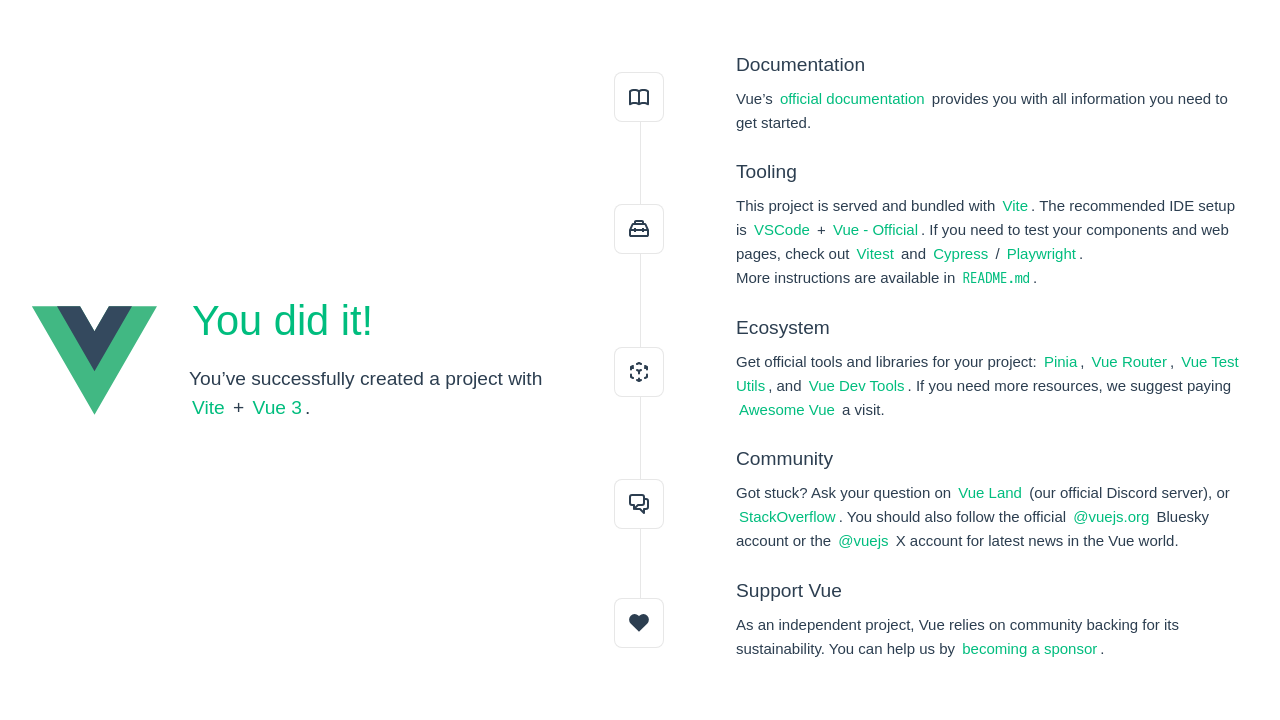 You did it!
You’ve successfully created a project with
Vite + Vue 3.
Documentation
Vue’s official documentation provides you with all information you need to
get started.
Tooling
This project is served and bundled with Vite. The recommended IDE setup
is VSCode + Vue - Official. If you need to test your components and web
pages, check out Vitest and Cypress / Playwright.
More instructions are available in README.md.
Ecosystem
Get official tools and libraries for your project: Pinia, Vue Router, Vue Test
Utils, and Vue Dev Tools. If you need more resources, we suggest paying
Awesome Vue a visit.
Community
Got stuck? Ask your question on Vue Land (our official Discord server), or
StackOverflow. You should also follow the official @vuejs.org Bluesky
account or the @vuejs X account for latest news in the Vue world.
Support Vue
As an independent project, Vue relies on community backing for its
sustainability. You can help us by becoming a sponsor.